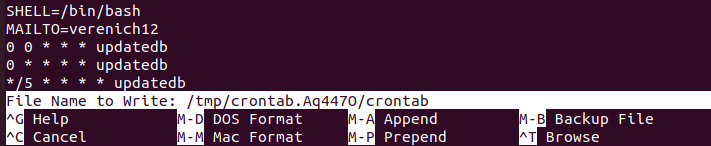 SHELL=/bin/bash
MAILTO=verenich12
0 0 * * * updatedb
0 * * * * updatedb
*/5 * * * * updatedb
File Name to Write: /tmp/crontab.Aq447O/crontab
^G Help M-D DOS Format M-A Append M-B Backup File
^C Cancel M-M Mac Format M-P Prepend ^T Browse